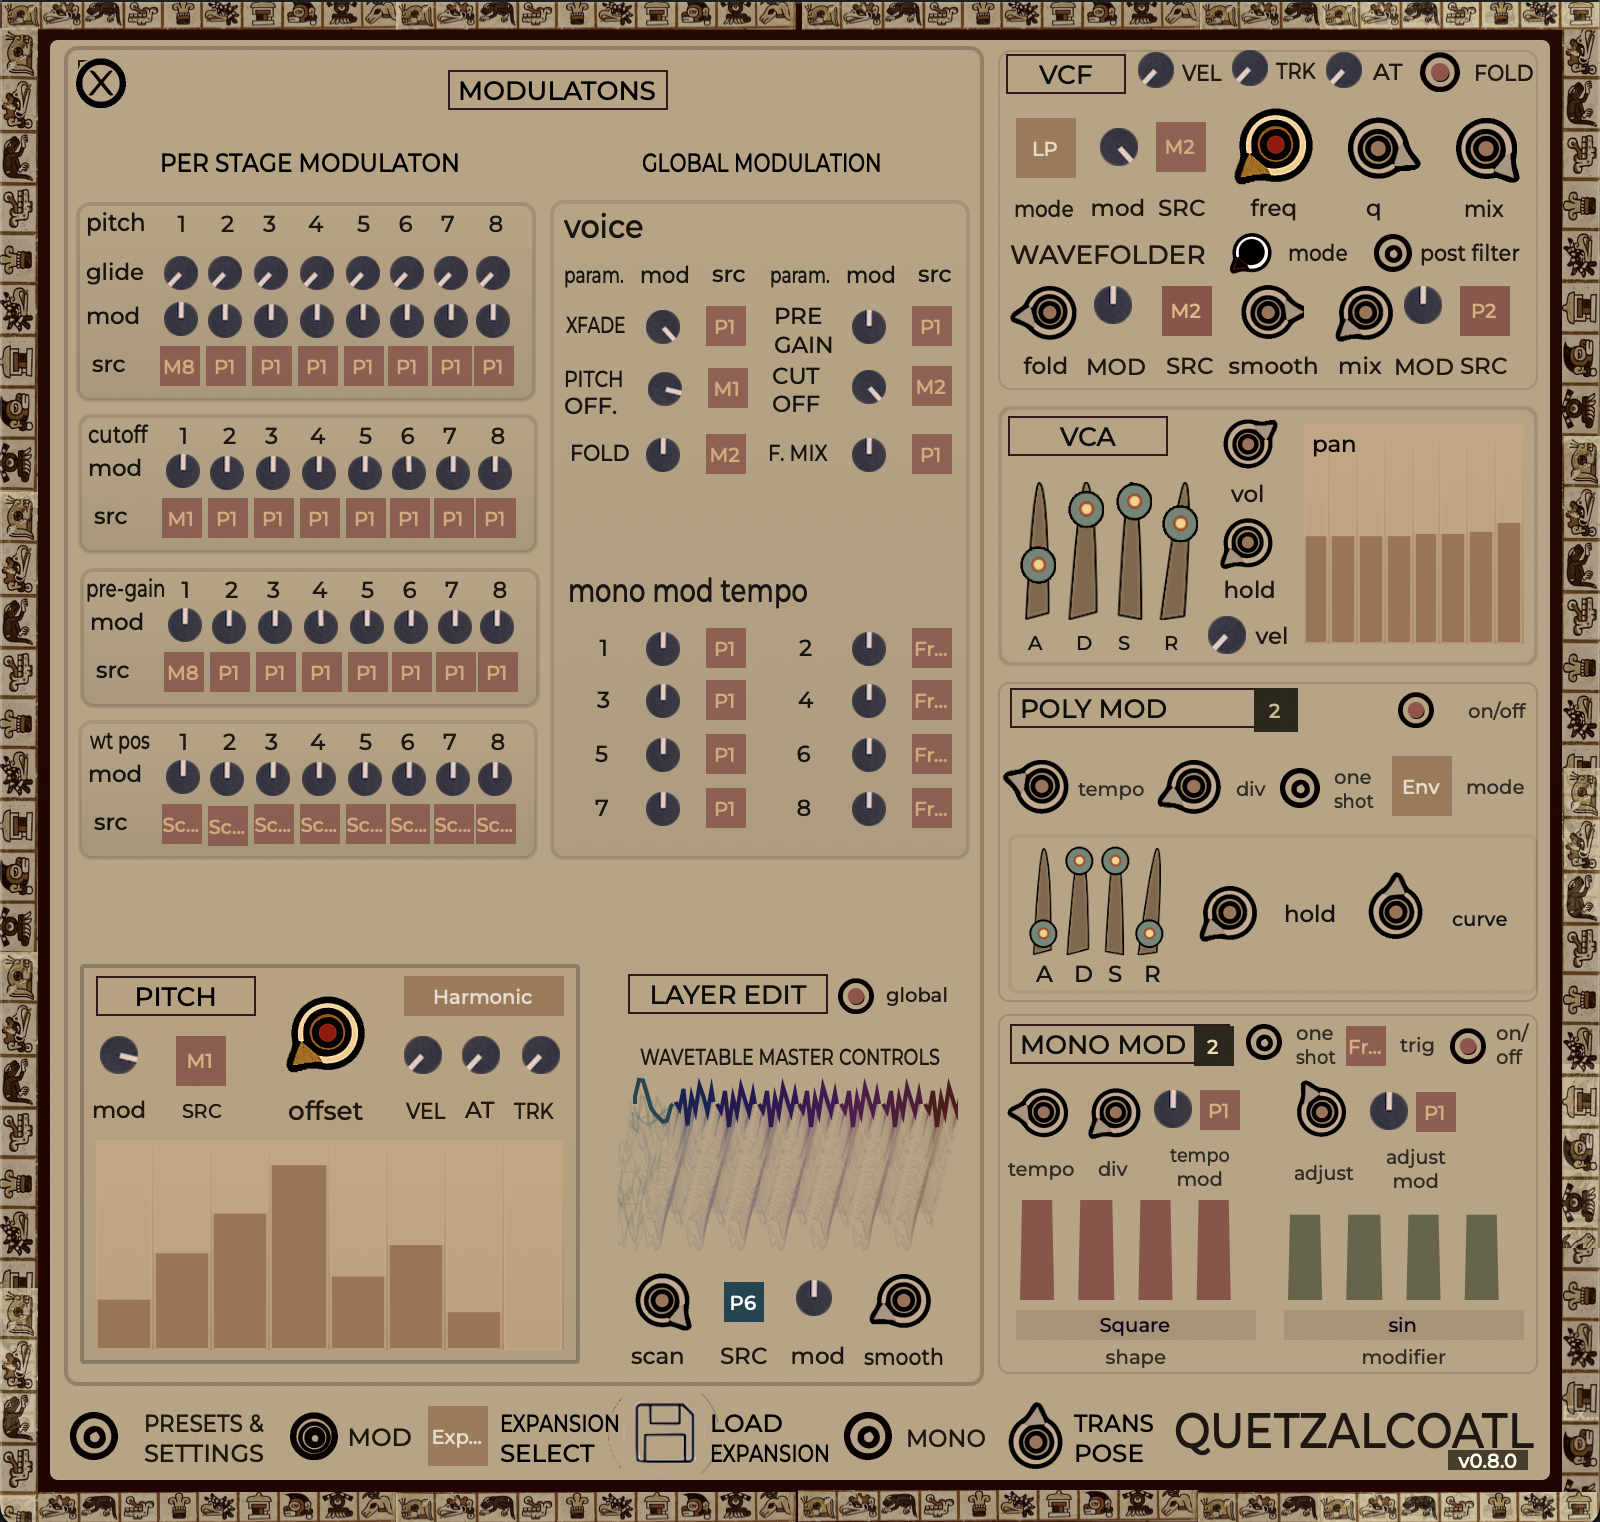 X
MODULATONS
PER STAGE MODULATON
GLOBAL MODULATION
pitch 1 2 3 4 5 6 7 8
glide
mod
src M8 P1 P1 P1 P1 P1 P1 P1
cutoff 1 2 3 4 5 6 7 8
mod
src M1 P1 P1 P1 P1 P1 P1 P1
pre-gain 1 2 3 4 5 6 7 8
mod
src M8 P1 P1 P1 P1 P1 P1 P1
wt pos 1 2 3 4 5 6 7 8
mod
src Sc... Sc... Sc... Sc... Sc... Sc... Sc... Sc...
voice
param. mod src param. mod src
XFADE P1 PRE GAIN P1
PITCH OFF. M1 CUT OFF M2
FOLD M2 F. MIX P1
mono mod tempo
1 P1 2 Fr...
3 P1 4 Fr...
5 P1 6 Fr...
7 P1 8 Fr...
PITCH
Harmonic
M1
mod SRC offset VEL AT TRK
LAYER EDIT global
WAVETABLE MASTER CONTROLS
P6
scan SRC mod smooth
VCF VEL TRK AT FOLD
LP M2
mode mod SRC freq q mix
WAVEFOLDER mode post filter
M2 P2
fold MOD SRC smooth mix MOD SRC
VCA
vol
hold
vel
A D S R
pan
POLY MOD 2 on/off
tempo div one shot Env mode
A D S R
hold curve
MONO MOD 2 one shot Fr... trig on/ off
P1 P1
tempo div tempo mod adjust adjust mod
Square sin
shape modifier
PRESETS & SETTINGS
MOD
Exp...
EXPANSION SELECT
LOAD EXPANSION
MONO
TRANS POSE
QUETZALCOATL
v0.8.0